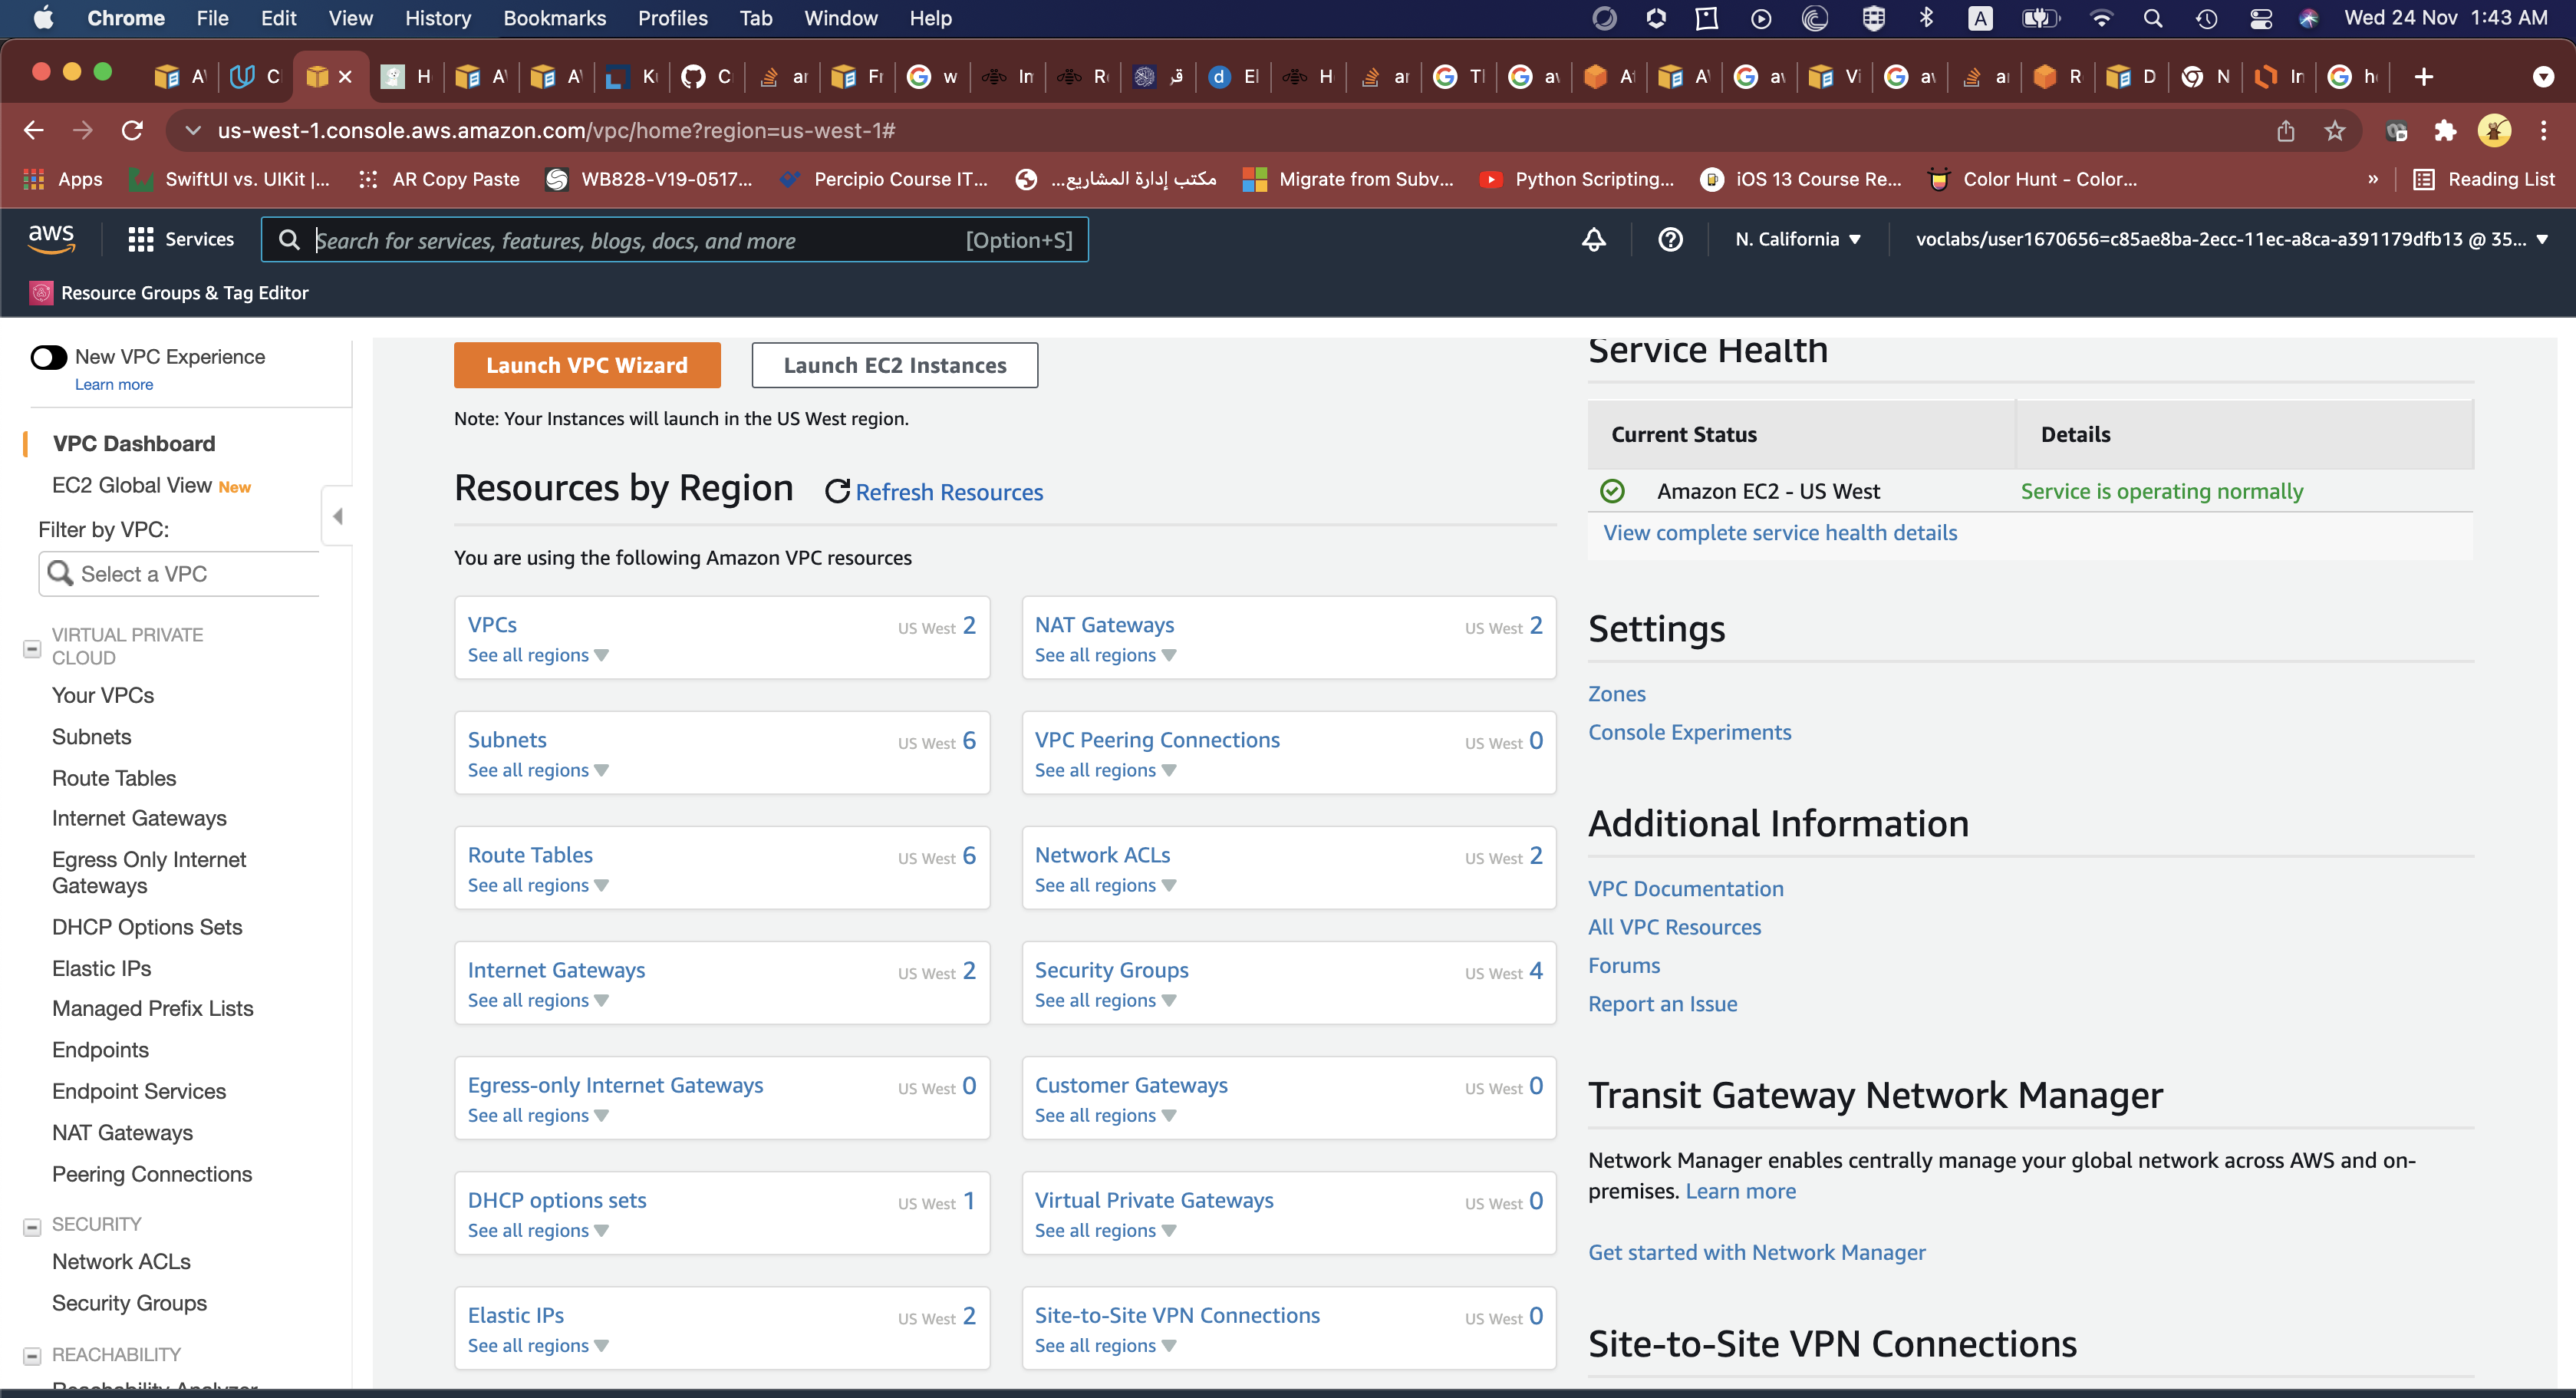 Chrome File Edit View History Bookmarks Profiles Tab Window Help A Wed 24 Nov 1:43 AM
us-west-1.console.aws.amazon.com/vpc/home?region=us-west-1#
Apps SwiftUI vs. UIKit |... AR Copy Paste WB828-V19-0517... Percipio Course IT... مكتب إدارة المشاريع... Migrate from Subv... Python Scripting... iOS 13 Course Re... Color Hunt - Color... » Reading List
aws Services Search for services, features, blogs, docs, and more [Option+S] N. California voclabs/user1670656=c85ae8ba-2ecc-11ec-a8ca-a391179dfb13 @ 35...
Resource Groups & Tag Editor
New VPC Experience
Learn more
VPC Dashboard
EC2 Global View New
Filter by VPC:
Select a VPC
VIRTUAL PRIVATE
CLOUD
Your VPCs
Subnets
Route Tables
Internet Gateways
Egress Only Internet
Gateways
DHCP Options Sets
Elastic IPs
Managed Prefix Lists
Endpoints
Endpoint Services
NAT Gateways
Peering Connections
SECURITY
Network ACLs
Security Groups
REACHABILITY
Reachability Analyzer
Launch VPC Wizard Launch EC2 Instances
Note: Your Instances will launch in the US West region.
Resources by Region Refresh Resources
You are using the following Amazon VPC resources
VPCs US West 2
See all regions
NAT Gateways US West 2
See all regions
Subnets US West 6
See all regions
VPC Peering Connections US West 0
See all regions
Route Tables US West 6
See all regions
Network ACLs US West 2
See all regions
Internet Gateways US West 2
See all regions
Security Groups US West 4
See all regions
Egress-only Internet Gateways US West 0
See all regions
Customer Gateways US West 0
See all regions
DHCP options sets US West 1
See all regions
Virtual Private Gateways US West 0
See all regions
Elastic IPs US West 2
See all regions
Site-to-Site VPN Connections US West 0
See all regions
Service Health
Current Status Details
Amazon EC2 - US West Service is operating normally
View complete service health details
Settings
Zones
Console Experiments
Additional Information
VPC Documentation
All VPC Resources
Forums
Report an Issue
Transit Gateway Network Manager
Network Manager enables centrally manage your global network across AWS and on-
premises. Learn more
Get started with Network Manager
Site-to-Site VPN Connections